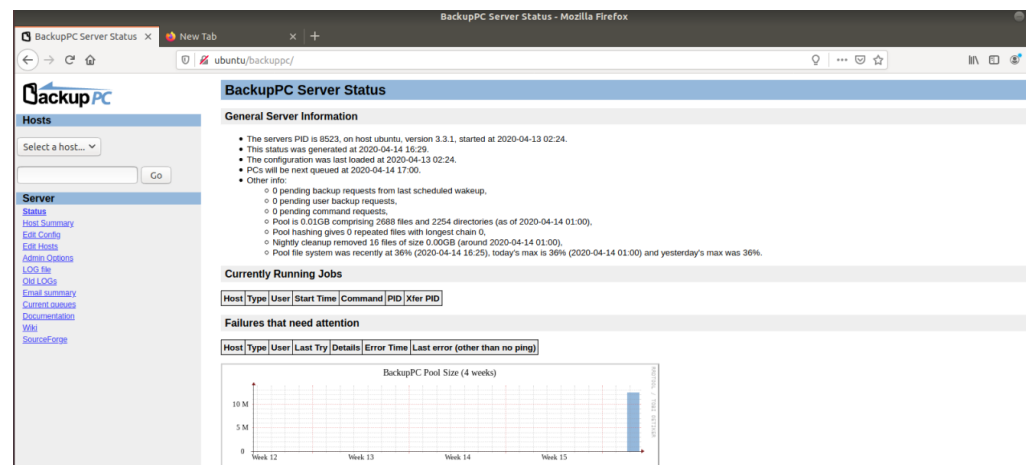 BackupPC Server Status - Mozilla Firefox
BackupPC Server Status
New Tab
ubuntu/backuppc/
BackupPC
Hosts
Select a host...
Go
Server
Status
Host Summary
Edit Config
Edit Hosts
Admin Options
LOG file
Old LOGs
Email summary
Current queues
Documentation
Wiki
SourceForge
BackupPC Server Status
General Server Information
The servers PID is 8523, on host ubuntu, version 3.3.1, started at 2020-04-13 02:24.
This status was generated at 2020-04-14 16:29.
The configuration was last loaded at 2020-04-13 02:24.
PCs will be next queued at 2020-04-14 17:00.
Other info:
0 pending backup requests from last scheduled wakeup,
0 pending user backup requests,
0 pending command requests,
Pool is 0.01GB comprising 2688 files and 2254 directories (as of 2020-04-14 01:00),
Pool hashing gives 0 repeated files with longest chain 0,
Nightly cleanup removed 16 files of size 0.00GB (around 2020-04-14 01:00),
Pool file system was recently at 36% (2020-04-14 16:25), today's max is 36% (2020-04-14 01:00) and yesterday's max was 36%.
Currently Running Jobs
Host Type User Start Time Command PID Xfer PID
Failures that need attention
Host Type User Last Try Details Error Time Last error (other than no ping)
BackupPC Pool Size (4 weeks)
10 M
5 M
0
Week 12 Week 13 Week 14 Week 15
RRDTOOL / TOBI OETIKER